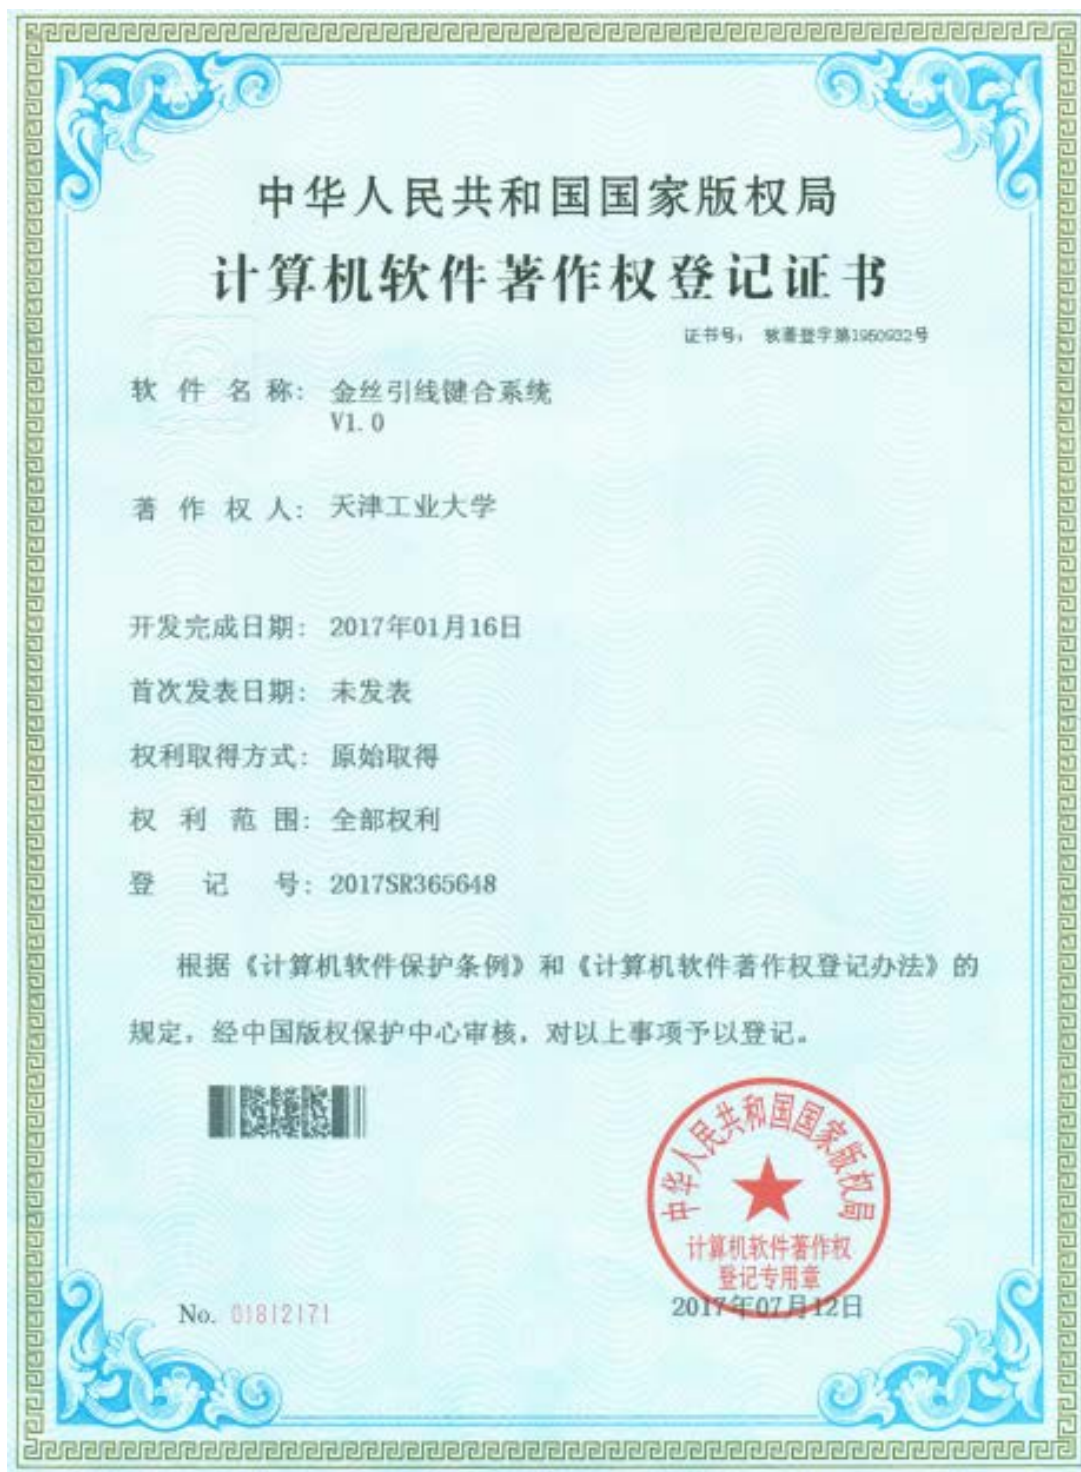 中华人民共和国国家版权局
计算机软件著作权登记证书
证书号： 软著登字第1950932号
软件名称： 金丝引线键合系统
V1.0
著作权人： 天津工业大学
开发完成日期： 2017年01月16日
首次发表日期： 未发表
权利取得方式： 原始取得
权利范围： 全部权利
登记号： 2017SR365648
根据《计算机软件保护条例》和《计算机软件著作权登记办法》的
规定，经中国版权保护中心审核，对以上事项予以登记。
中华人民共和国国家版权局
计算机软件著作权
登记专用章
2017年07月12日
No. 01812171